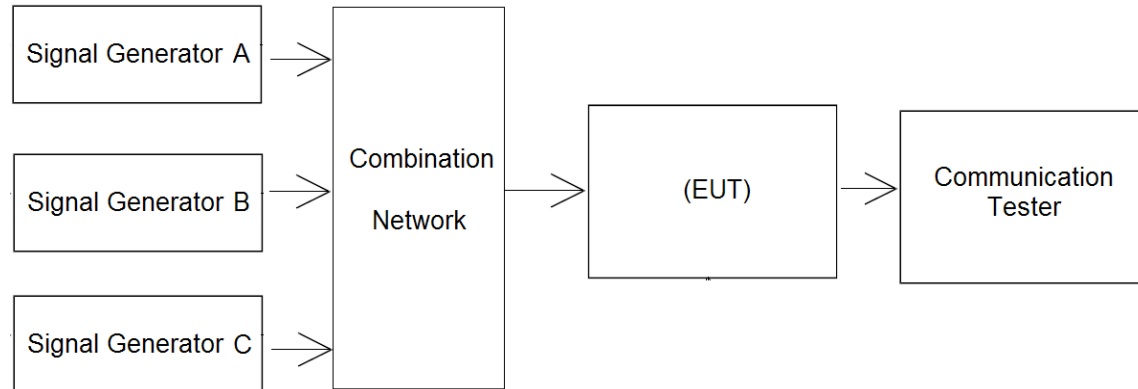 Signal Generator A
Signal Generator B
Signal Generator C
Combination
Network
(EUT)
Communication
Tester